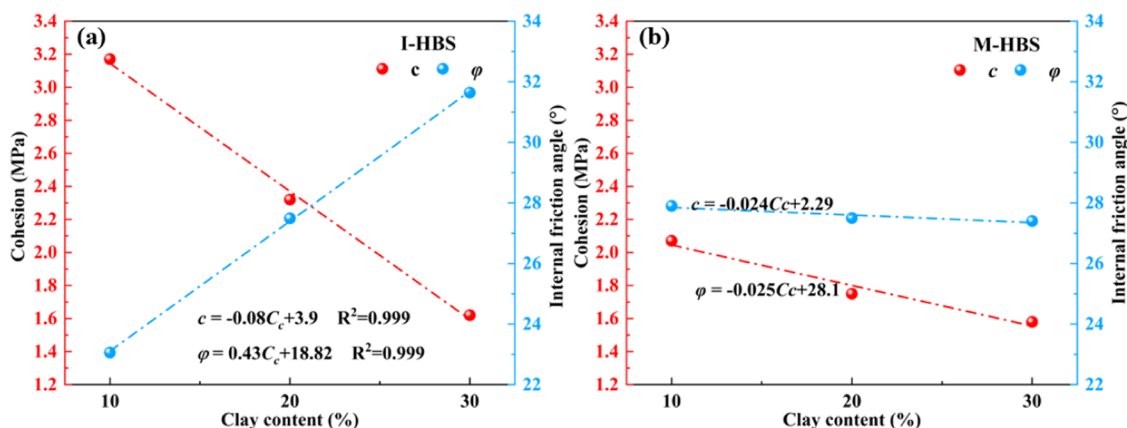 (a)
I-HBS
c φ
Cohesion (MPa)
3.4
3.2
3.0
2.8
2.6
2.4
2.2
2.0
1.8
1.6
1.4
1.2
c = -0.08Cc+3.9 R²=0.999
φ = 0.43Cc+18.82 R²=0.999
10 20 30
Clay content (%)
34
32
30
28
26
24
22
Internal friction angle (°)
(b)
M-HBS
c φ
Cohesion (MPa)
3.4
3.2
3.0
2.8
2.6
2.4
2.2
2.0
1.8
1.6
1.4
1.2
c = -0.024Cc+2.29
φ = -0.025Cc+28.1
10 20 30
Clay content (%)
34
32
30
28
26
24
22
Internal friction angle (°)